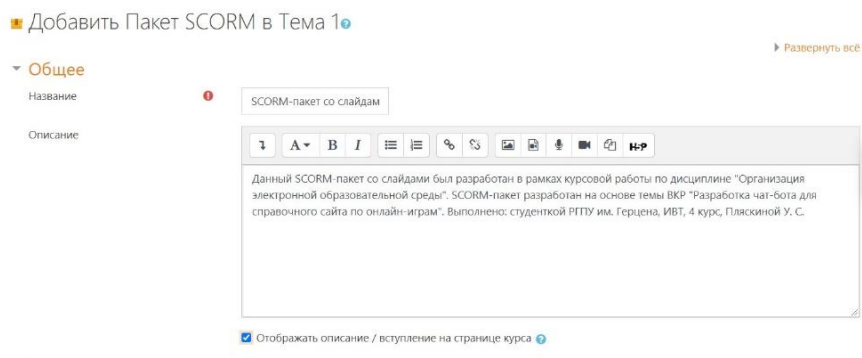 Добавить Пакет SCORM в Тема 1
Развернуть всё
Общее
Название
SCORM-пакет со слайдам
Описание
A B I H-P
Данный SCORM-пакет со слайдами был разработан в рамках курсовой работы по дисциплине "Организация
электронной образовательной среды". SCORM-пакет разработан на основе темы ВКР "Разработка чат-бота для
справочного сайта по онлайн-играм". Выполнено: студенткой РГПУ им. Герцена, ИВТ, 4 курс, Пляскиной У. С.
Отображать описание / вступление на странице курса